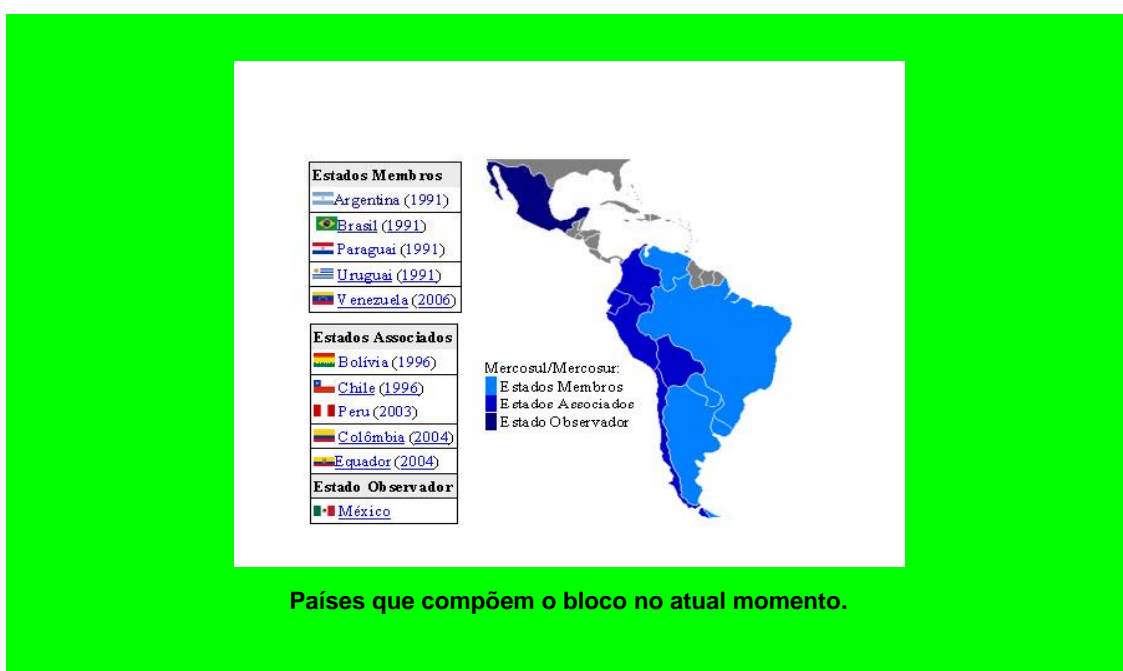 Estados Membros
Argentina (1991)
Brasil (1991)
Paraguai (1991)
Uruguai (1991)
Venezuela (2006)
Estados Associados
Bolívia (1996)
Chile (1996)
Peru (2003)
Colômbia (2004)
Equador (2004)
Estado Observador
México
Mercosul/Mercosur:
Estados Membros
Estados Associados
Estado Observador
Países que compõem o bloco no atual momento.